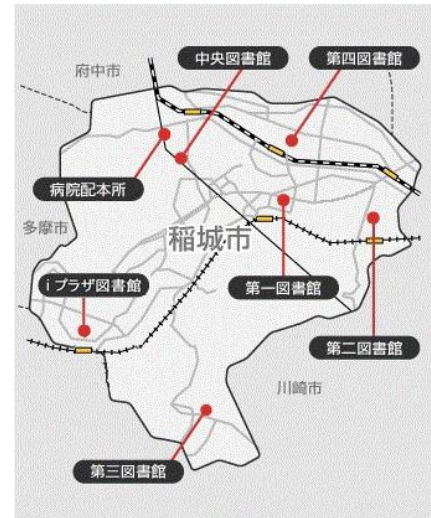 中央図書館
第四図書館
府中市
病院配本所
多摩市
稲城市
iプラザ図書館
第一図書館
第二図書館
川崎市
第三図書館